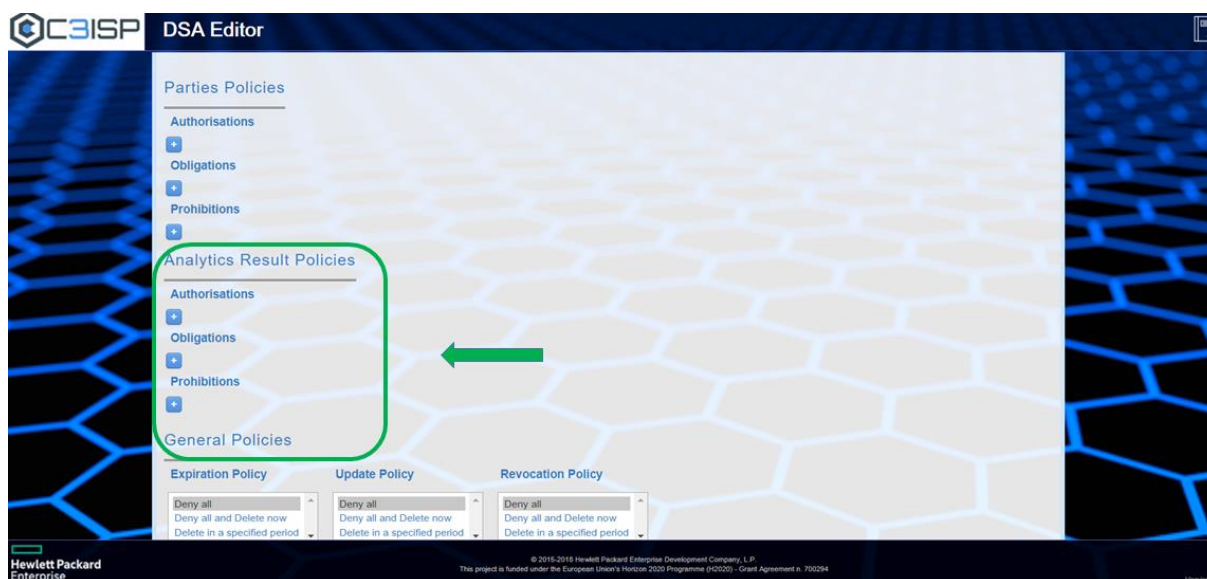 C3ISP DSA Editor
Parties Policies
Authorisations
+
Obligations
+
Prohibitions
+
Analytics Result Policies
Authorisations
+
Obligations
+
Prohibitions
+
General Policies
Expiration Policy Update Policy Revocation Policy
Deny all Deny all Deny all
Deny all and Delete now Deny all and Delete now Deny all and Delete now
Delete in a specified period Delete in a specified period Delete in a specified period
Hewlett Packard
Enterprise
© 2015-2018 Hewlett Packard Enterprise Development Company, L.P.
This project is funded under the European Union's Horizon 2020 Programme (H2020) - Grant Agreement n. 700294